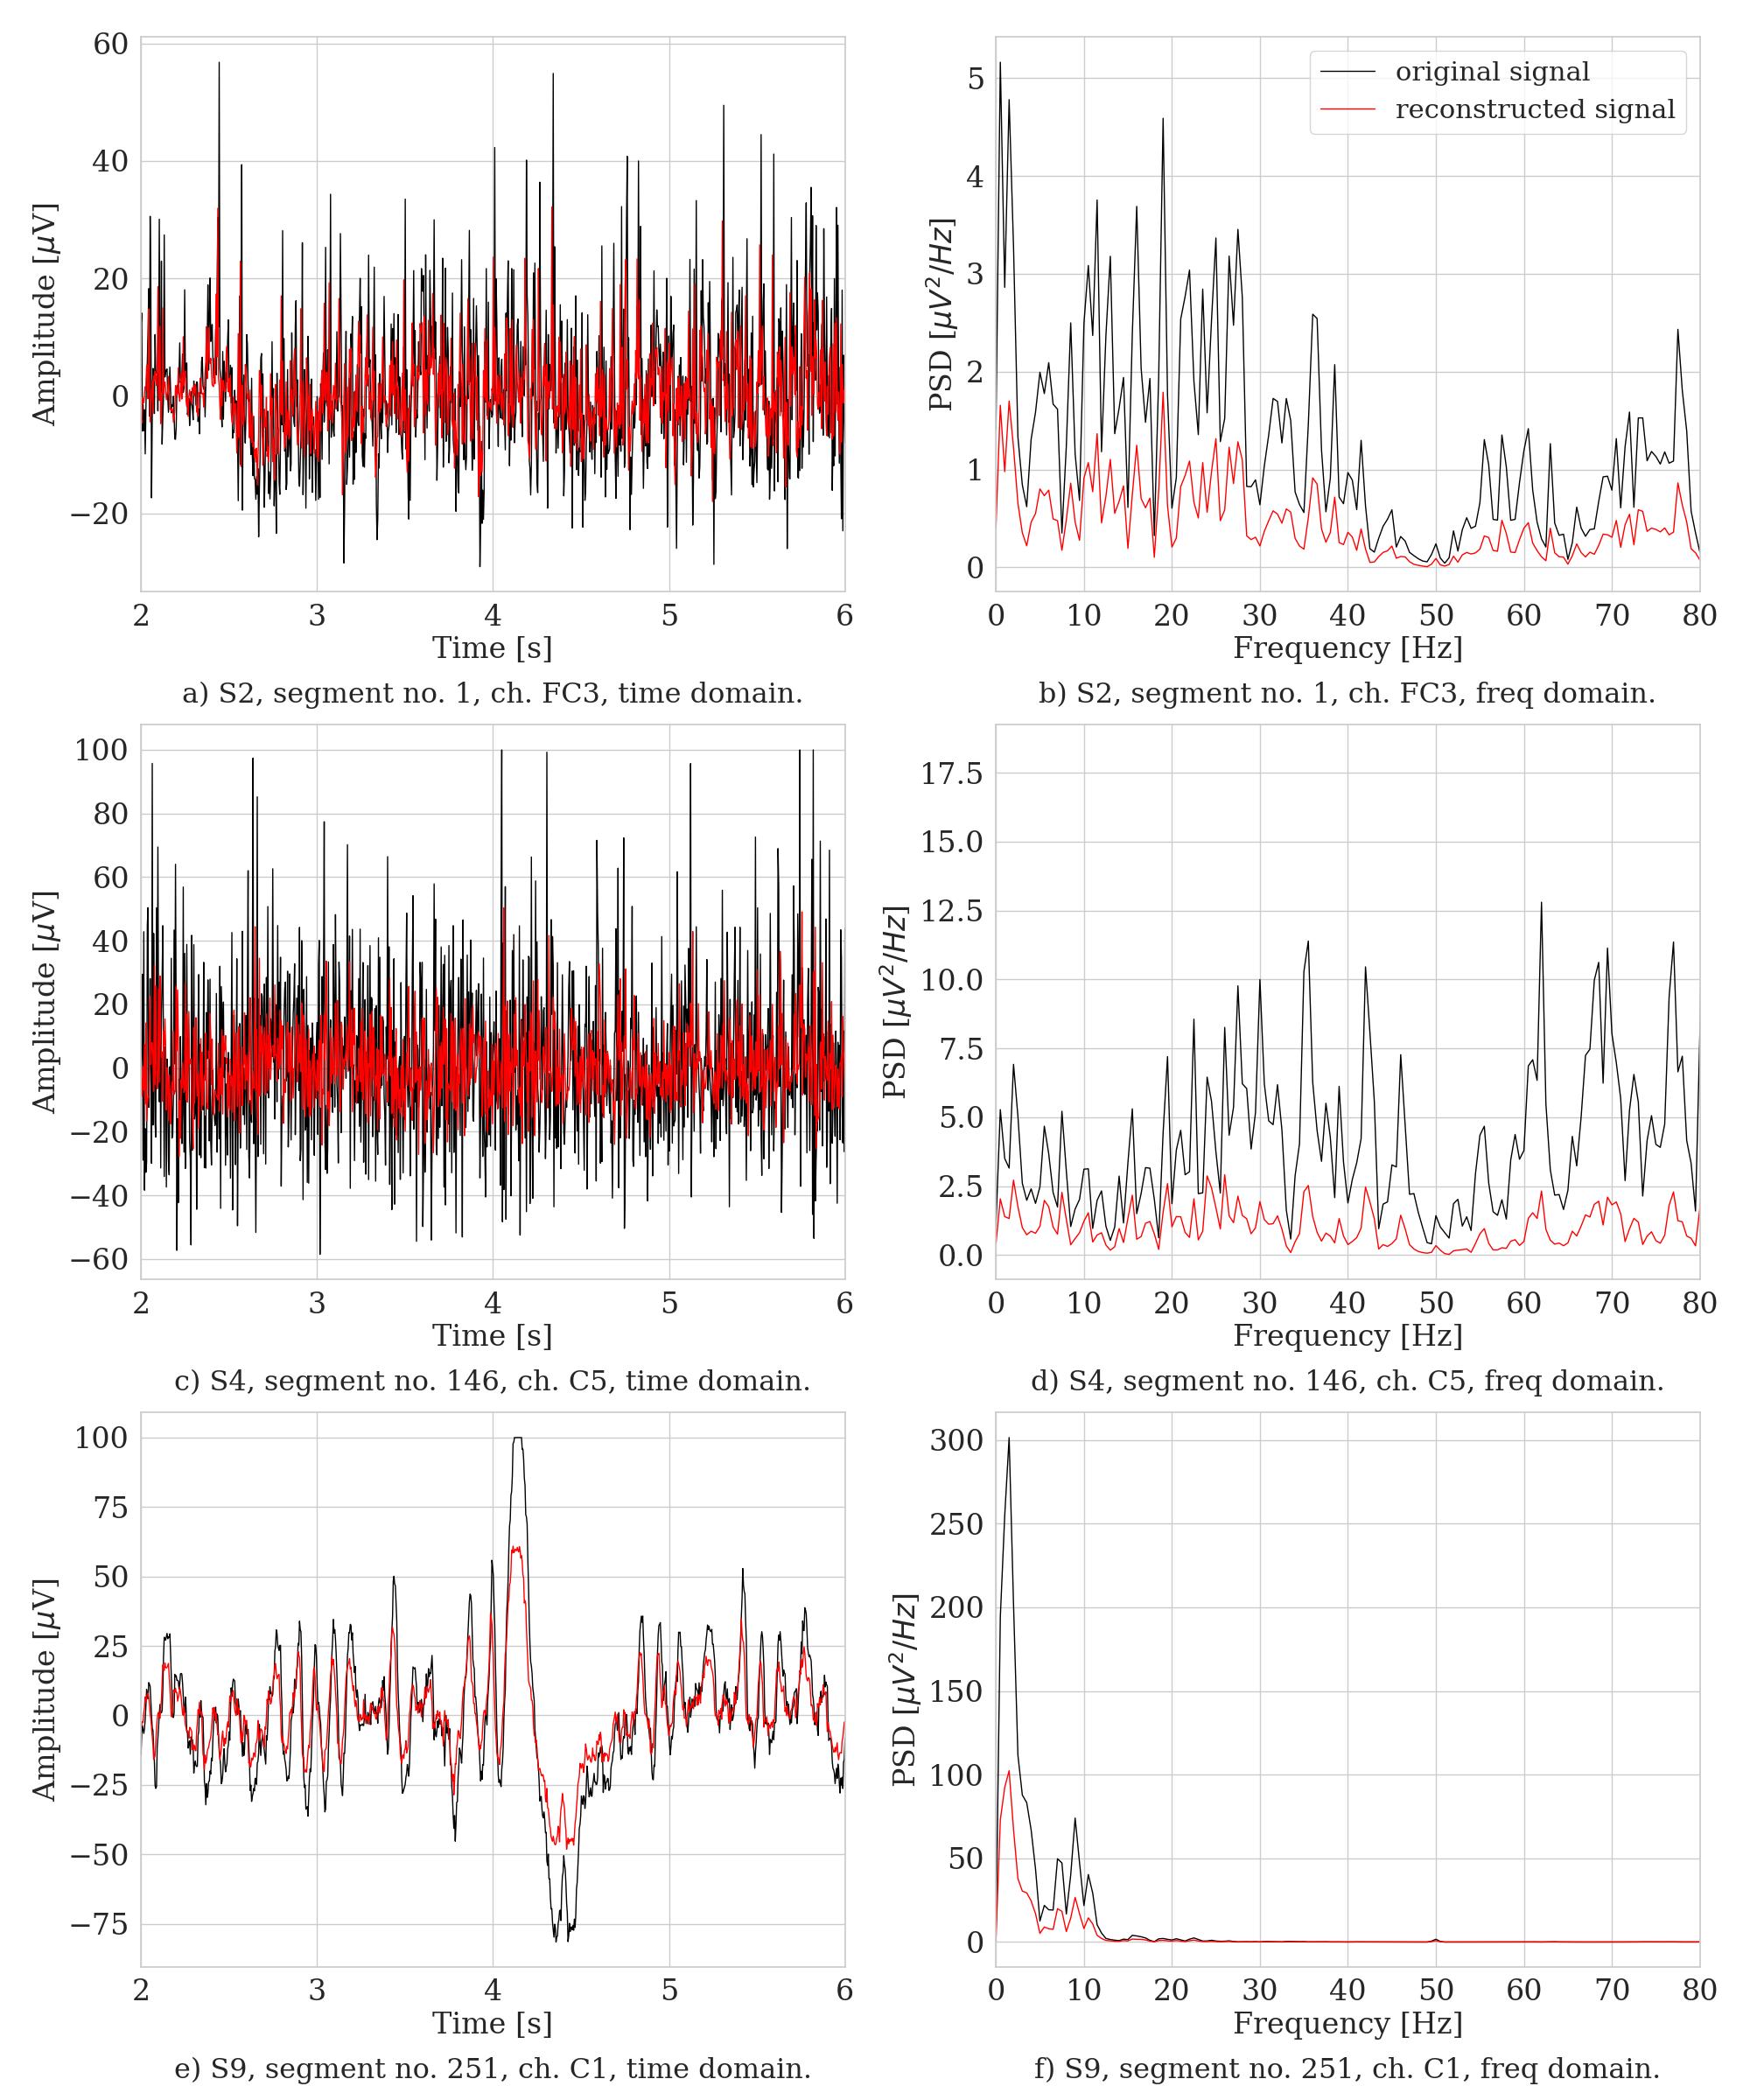 60
40
20
0
−20
Amplitude [μV]
2 3 4 5 6
Time [s]
a) S2, segment no. 1, ch. FC3, time domain.
original signal
reconstructed signal
5
4
3
2
1
0
PSD [μV²/Hz]
0 10 20 30 40 50 60 70 80
Frequency [Hz]
b) S2, segment no. 1, ch. FC3, freq domain.
100
80
60
40
20
0
−20
−40
−60
Amplitude [μV]
2 3 4 5 6
Time [s]
c) S4, segment no. 146, ch. C5, time domain.
17.5
15.0
12.5
10.0
7.5
5.0
2.5
0.0
PSD [μV²/Hz]
0 10 20 30 40 50 60 70 80
Frequency [Hz]
d) S4, segment no. 146, ch. C5, freq domain.
100
75
50
25
0
−25
−50
−75
Amplitude [μV]
2 3 4 5 6
Time [s]
e) S9, segment no. 251, ch. C1, time domain.
300
250
200
150
100
50
0
PSD [μV²/Hz]
0 10 20 30 40 50 60 70 80
Frequency [Hz]
f) S9, segment no. 251, ch. C1, freq domain.